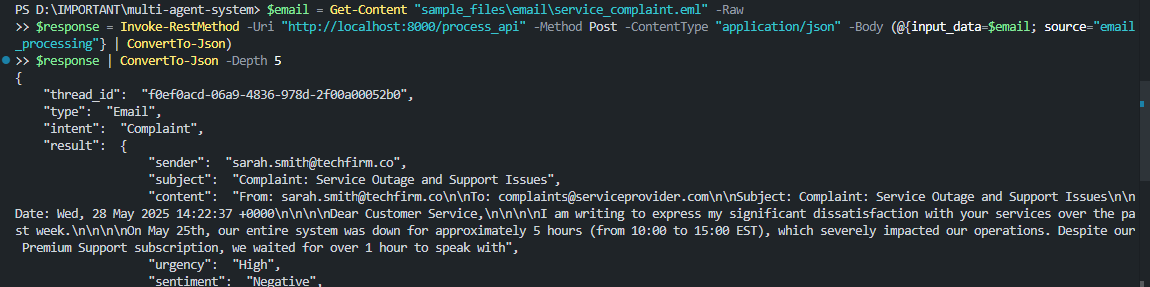 PS D:\IMPORTANT\multi-agent-system> $email = Get-Content "sample_files\email\service_complaint.eml" -Raw
>> $response = Invoke-RestMethod -Uri "http://localhost:8000/process_api" -Method Post -ContentType "application/json" -Body (@{input_data=$email; source="email
_processing"} | ConvertTo-Json)
>> $response | ConvertTo-Json -Depth 5
{
    "thread_id":  "f0ef0acd-06a9-4836-978d-2f00a00052b0",
    "type":  "Email",
    "intent":  "Complaint",
    "result":  {
                   "sender":  "sarah.smith@techfirm.co",
                   "subject":  "Complaint: Service Outage and Support Issues",
                   "content":  "From: sarah.smith@techfirm.co\n\nTo: complaints@serviceprovider.com\n\nSubject: Complaint: Service Outage and Support Issues\n\n
Date: Wed, 28 May 2025 14:22:37 +0000\n\n\n\n\nDear Customer Service,\n\n\n\n\nI am writing to express my significant dissatisfaction with your services over the pa
st week.\n\n\n\n\nOn May 25th, our entire system was down for approximately 5 hours (from 10:00 to 15:00 EST), which severely impacted our operations. Despite our
 Premium Support subscription, we waited for over 1 hour to speak with",
                   "urgency":  "High",
                   "sentiment":  "Negative",